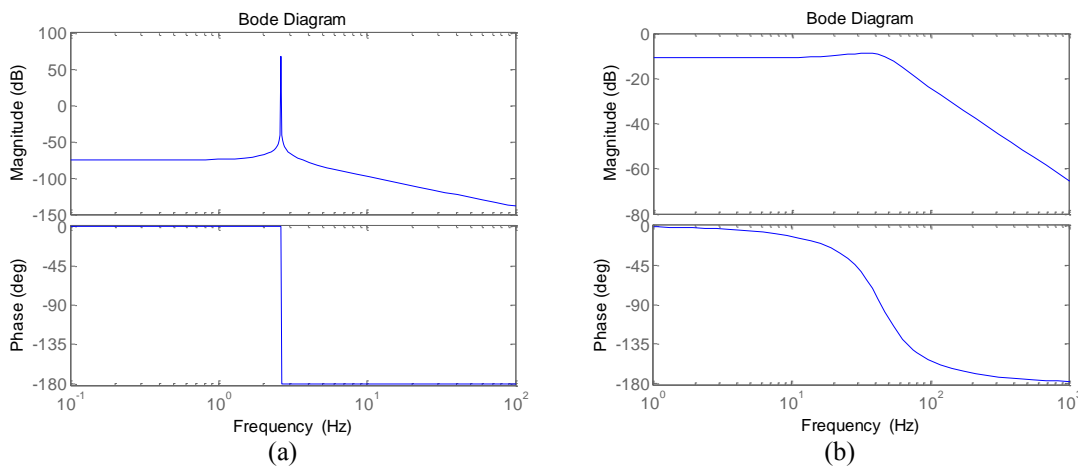 Bode Diagram
100
50
0
-50
-100
-150
Magnitude (dB)
0
-45
-90
-135
-180
Phase (deg)
10^-1
10^0
10^1
10^2
Frequency (Hz)
(a)
Bode Diagram
0
-20
-40
-60
-80
Magnitude (dB)
0
-45
-90
-135
-180
Phase (deg)
10^0
10^1
10^2
10^3
Frequency (Hz)
(b)